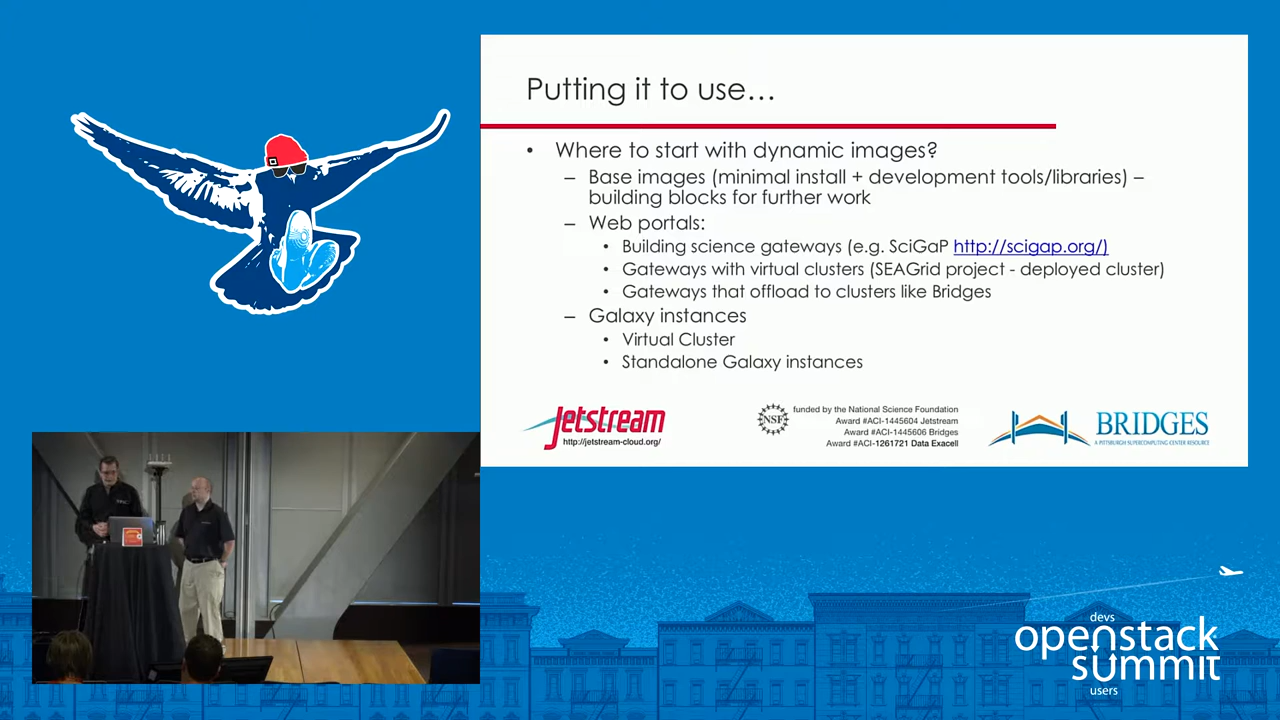 Putting it to use…
• Where to start with dynamic images?
– Base images (minimal install + development tools/libraries) –
building blocks for further work
– Web portals:
• Building science gateways (e.g. SciGaP http://scigap.org/)
• Gateways with virtual clusters (SEAGrid project - deployed cluster)
• Gateways that offload to clusters like Bridges
– Galaxy instances
• Virtual Cluster
• Standalone Galaxy instances
Jetstream
http://jetstream-cloud.org/
NSF
funded by the National Science Foundation
Award #ACI-1445604 Jetstream
Award #ACI-1445606 Bridges
Award #ACI-1261721 Data Exacell
BRIDGES
A PITTSBURGH SUPERCOMPUTING CENTER RESOURCE
devs
openstack
summit
users